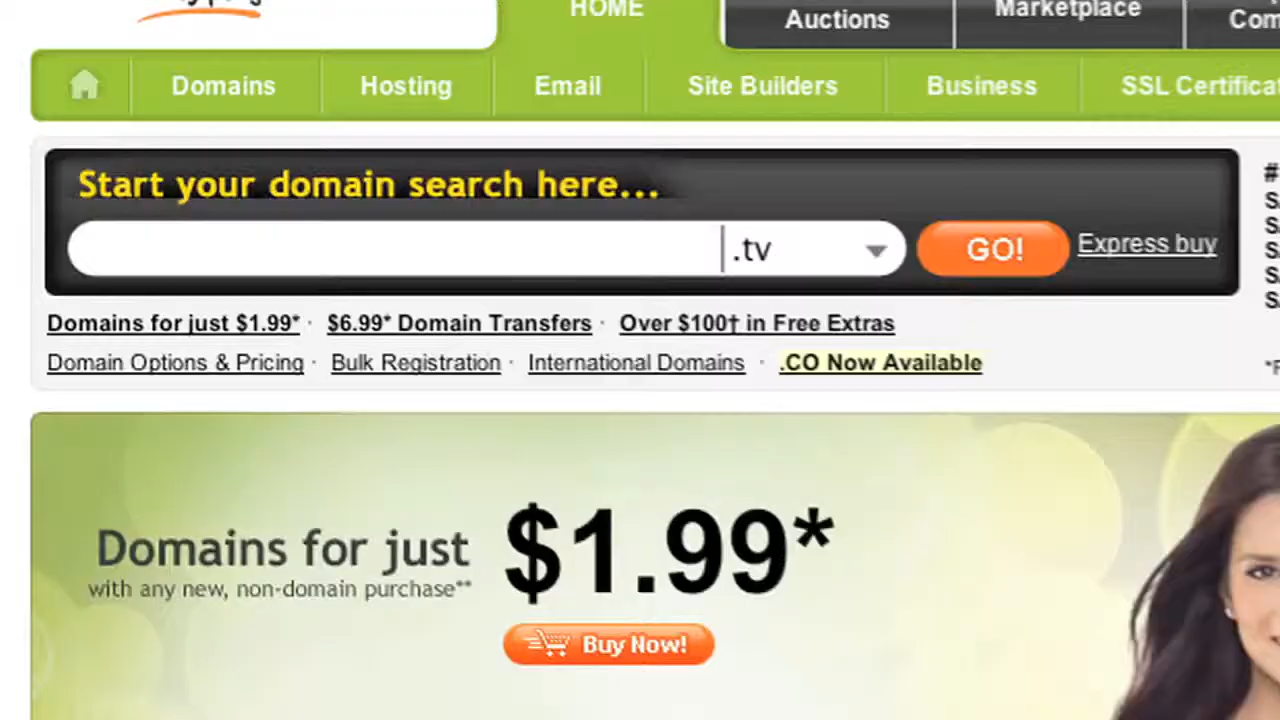 HOME
Auctions
Marketplace
Domains
Hosting
Email
Site Builders
Business
SSL Certificat
Start your domain search here...
.tv
GO!
Express buy
Domains for just $1.99* · $6.99* Domain Transfers · Over $100† in Free Extras
Domain Options & Pricing · Bulk Registration · International Domains · .CO Now Available
Domains for just $1.99*
with any new, non-domain purchase**
Buy Now!